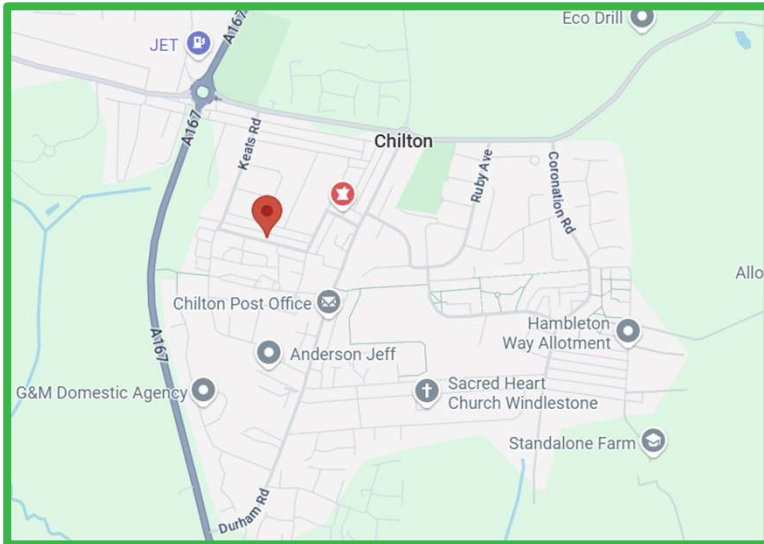 Eco Drill
JET
A167
A167
Keats Rd
Chilton
Ruby Ave
Coronation Rd
Allo
Chilton Post Office
A167
Hambleton
Way Allotment
Anderson Jeff
G&M Domestic Agency
Sacred Heart
Church Windlestone
Standalone Farm
Durham Rd